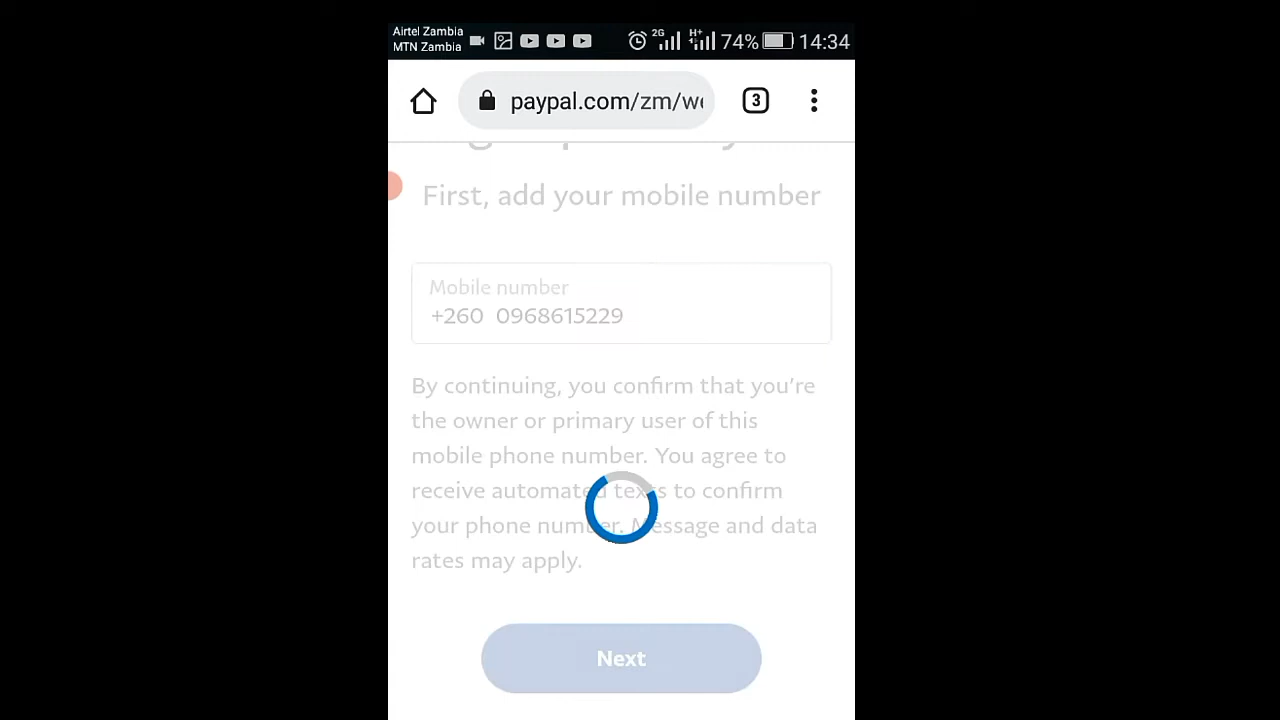 Airtel Zambia
MTN Zambia
2G
H+
74%
14:34
paypal.com/zm/we
3
First, add your mobile number
Mobile number
+260 0968615229
By continuing, you confirm that you're
the owner or primary user of this
mobile phone number. You agree to
receive automated texts to confirm
your phone number. Message and data
rates may apply.
Next